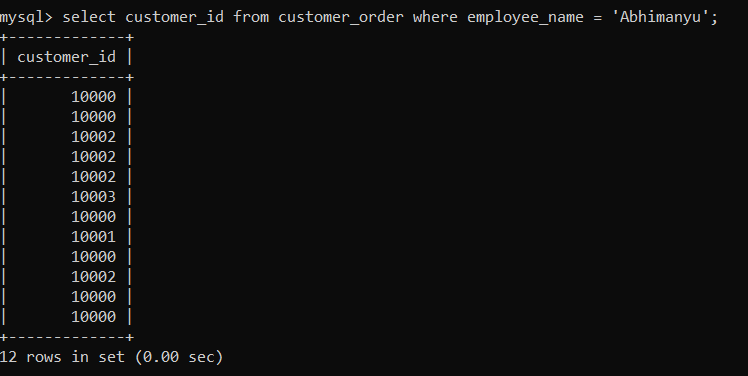 mysql> select customer_id from customer_order where employee_name = 'Abhimanyu';
+-------------+
| customer_id |
+-------------+
|       10000 |
|       10000 |
|       10002 |
|       10002 |
|       10002 |
|       10003 |
|       10000 |
|       10001 |
|       10000 |
|       10002 |
|       10000 |
|       10000 |
+-------------+
12 rows in set (0.00 sec)